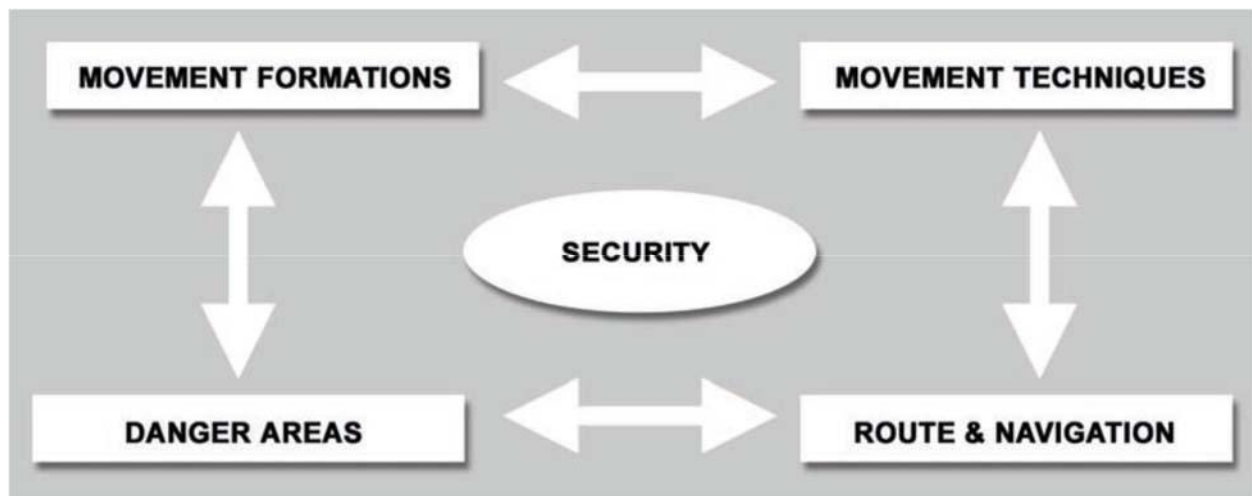 MOVEMENT FORMATIONS
MOVEMENT TECHNIQUES
SECURITY
DANGER AREAS
ROUTE & NAVIGATION